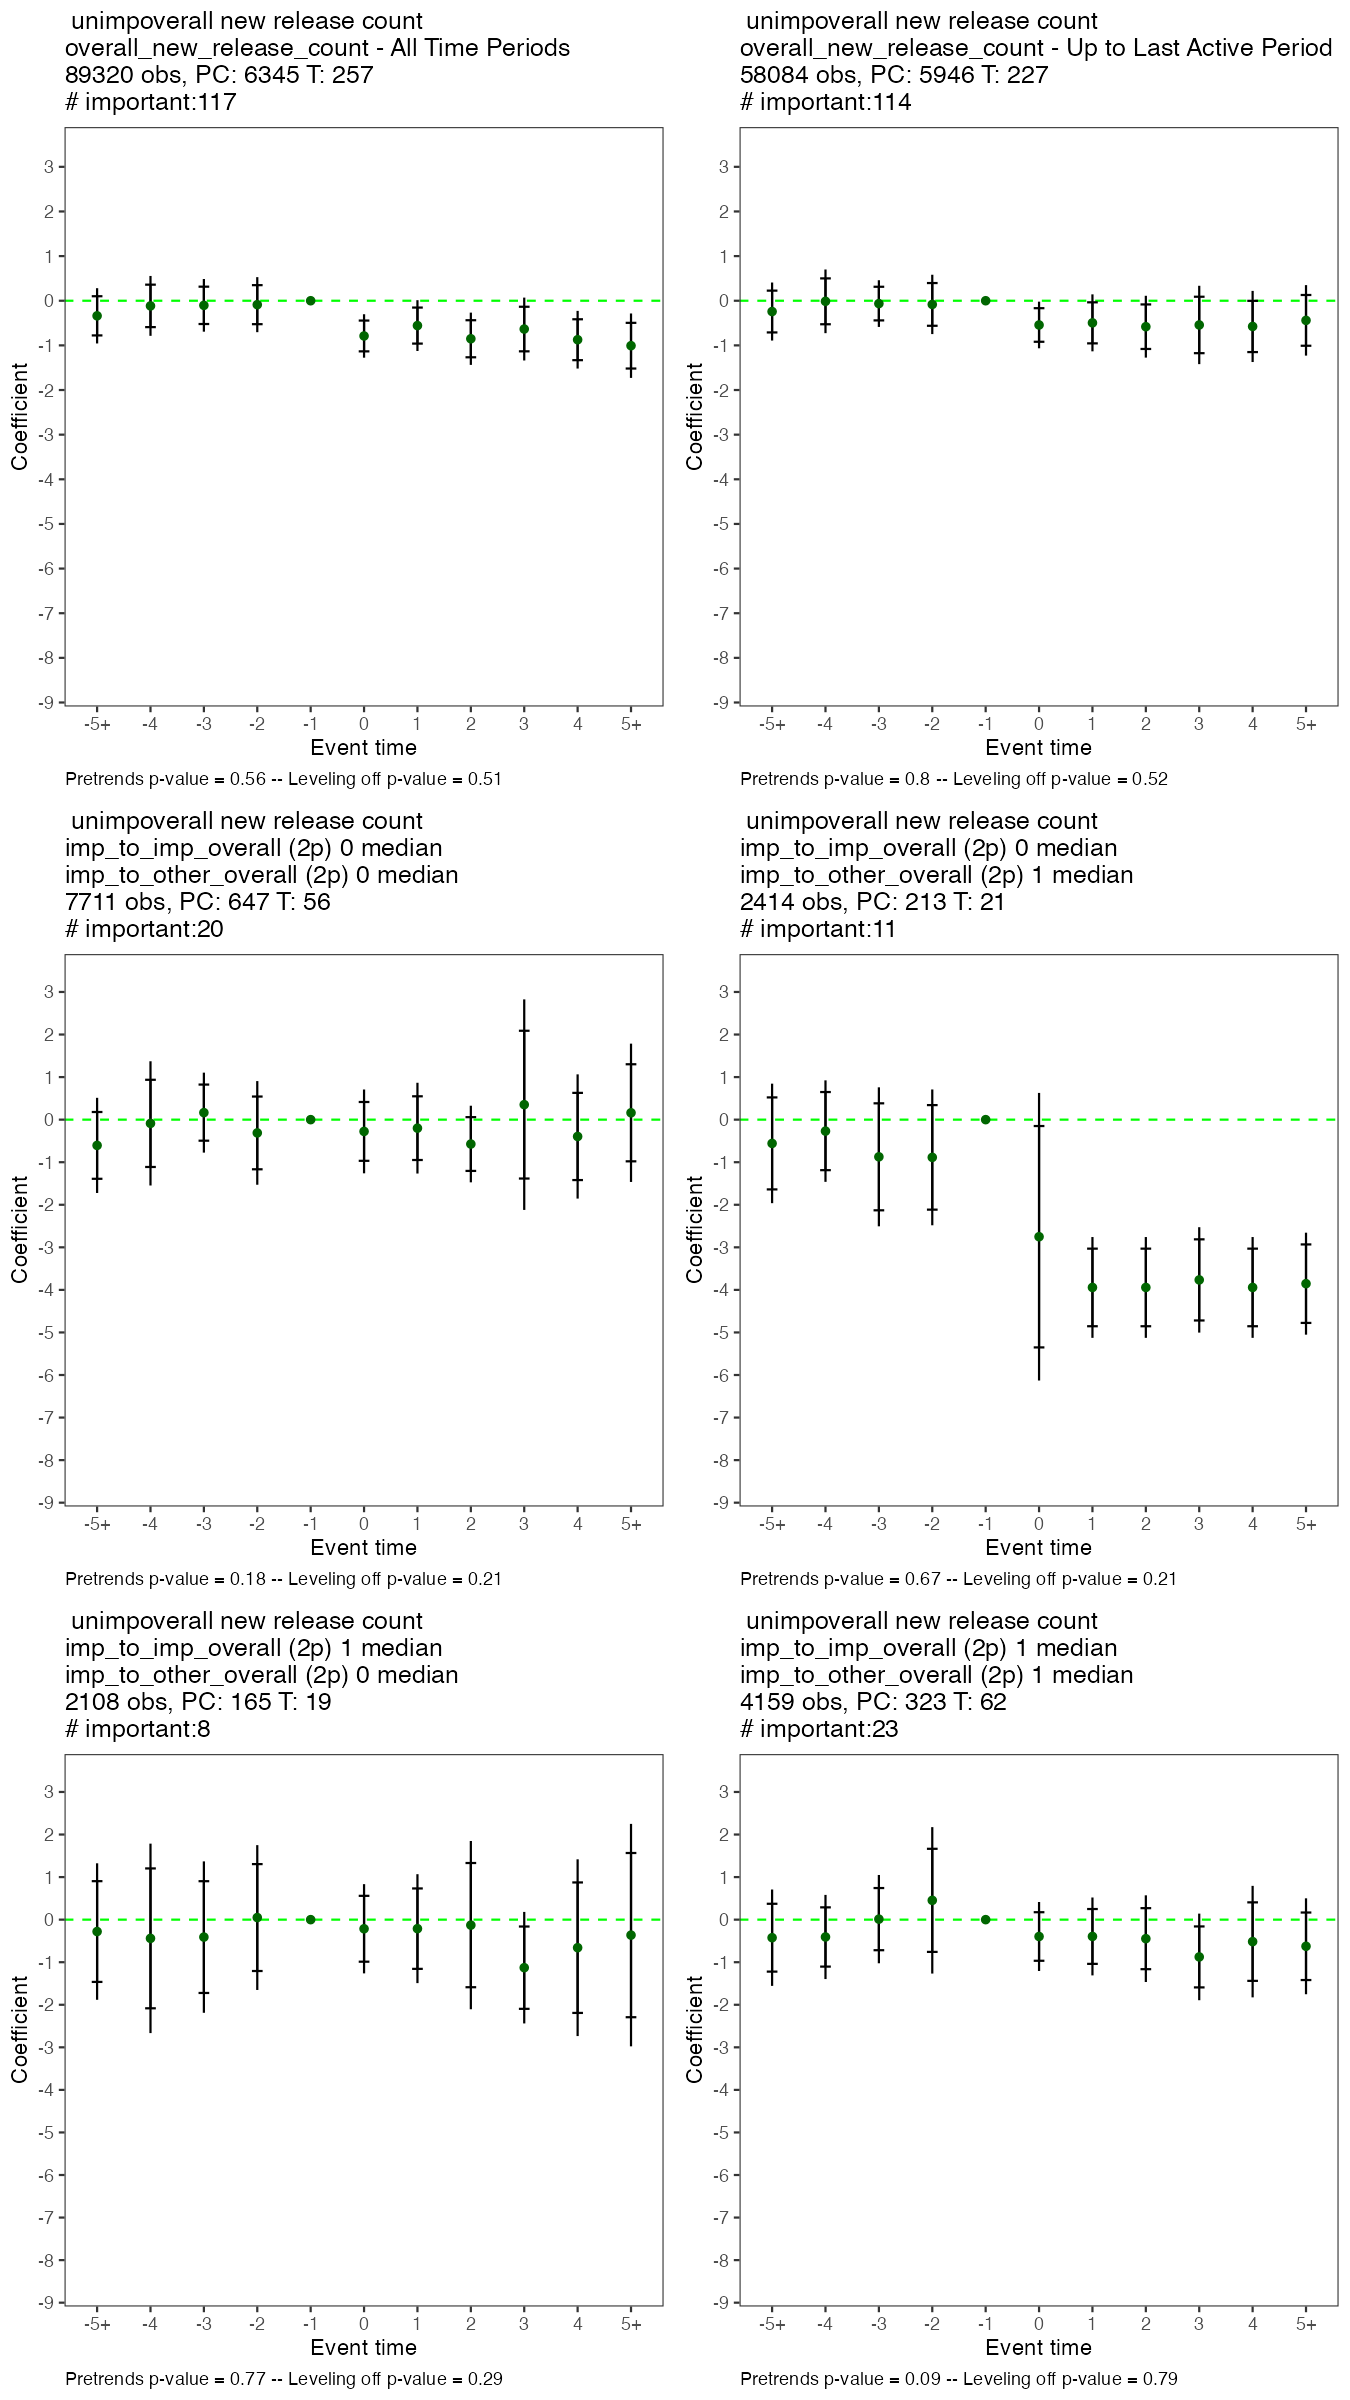 unimpoverall new release count
overall_new_release_count - All Time Periods
89320 obs, PC: 6345 T: 257
# important:117
3
2
1
0
-1
-2
-3
-4
-5
-6
-7
-8
-9
Coefficient
-5+ -4 -3 -2 -1 0 1 2 3 4 5+
Event time
Pretrends p-value = 0.56 -- Leveling off p-value = 0.51
unimpoverall new release count
overall_new_release_count - Up to Last Active Period
58084 obs, PC: 5946 T: 227
# important:114
3
2
1
0
-1
-2
-3
-4
-5
-6
-7
-8
-9
Coefficient
-5+ -4 -3 -2 -1 0 1 2 3 4 5+
Event time
Pretrends p-value = 0.8 -- Leveling off p-value = 0.52
unimpoverall new release count
imp_to_imp_overall (2p) 0 median
imp_to_other_overall (2p) 0 median
7711 obs, PC: 647 T: 56
# important:20
3
2
1
0
-1
-2
-3
-4
-5
-6
-7
-8
-9
Coefficient
-5+ -4 -3 -2 -1 0 1 2 3 4 5+
Event time
Pretrends p-value = 0.18 -- Leveling off p-value = 0.21
unimpoverall new release count
imp_to_imp_overall (2p) 0 median
imp_to_other_overall (2p) 1 median
2414 obs, PC: 213 T: 21
# important:11
3
2
1
0
-1
-2
-3
-4
-5
-6
-7
-8
-9
Coefficient
-5+ -4 -3 -2 -1 0 1 2 3 4 5+
Event time
Pretrends p-value = 0.67 -- Leveling off p-value = 0.21
unimpoverall new release count
imp_to_imp_overall (2p) 1 median
imp_to_other_overall (2p) 0 median
2108 obs, PC: 165 T: 19
# important:8
3
2
1
0
-1
-2
-3
-4
-5
-6
-7
-8
-9
Coefficient
-5+ -4 -3 -2 -1 0 1 2 3 4 5+
Event time
Pretrends p-value = 0.77 -- Leveling off p-value = 0.29
unimpoverall new release count
imp_to_imp_overall (2p) 1 median
imp_to_other_overall (2p) 1 median
4159 obs, PC: 323 T: 62
# important:23
3
2
1
0
-1
-2
-3
-4
-5
-6
-7
-8
-9
Coefficient
-5+ -4 -3 -2 -1 0 1 2 3 4 5+
Event time
Pretrends p-value = 0.09 -- Leveling off p-value = 0.79